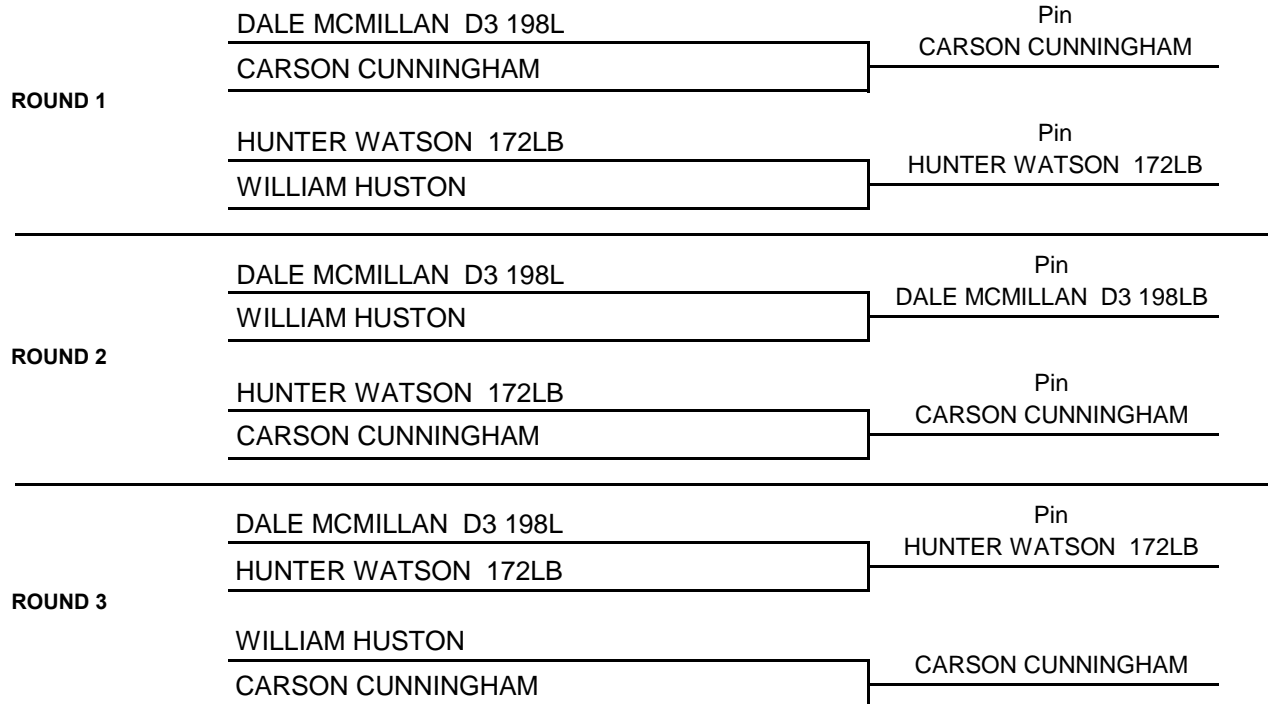 DALE MCMILLAN  D3 198L
Pin
CARSON CUNNINGHAM
CARSON CUNNINGHAM
ROUND 1
HUNTER WATSON  172LB
Pin
HUNTER WATSON  172LB
WILLIAM HUSTON
DALE MCMILLAN  D3 198L
Pin
DALE MCMILLAN  D3 198LB
WILLIAM HUSTON
ROUND 2
HUNTER WATSON  172LB
Pin
CARSON CUNNINGHAM
CARSON CUNNINGHAM
DALE MCMILLAN  D3 198L
Pin
HUNTER WATSON  172LB
HUNTER WATSON  172LB
ROUND 3
WILLIAM HUSTON
CARSON CUNNINGHAM
CARSON CUNNINGHAM